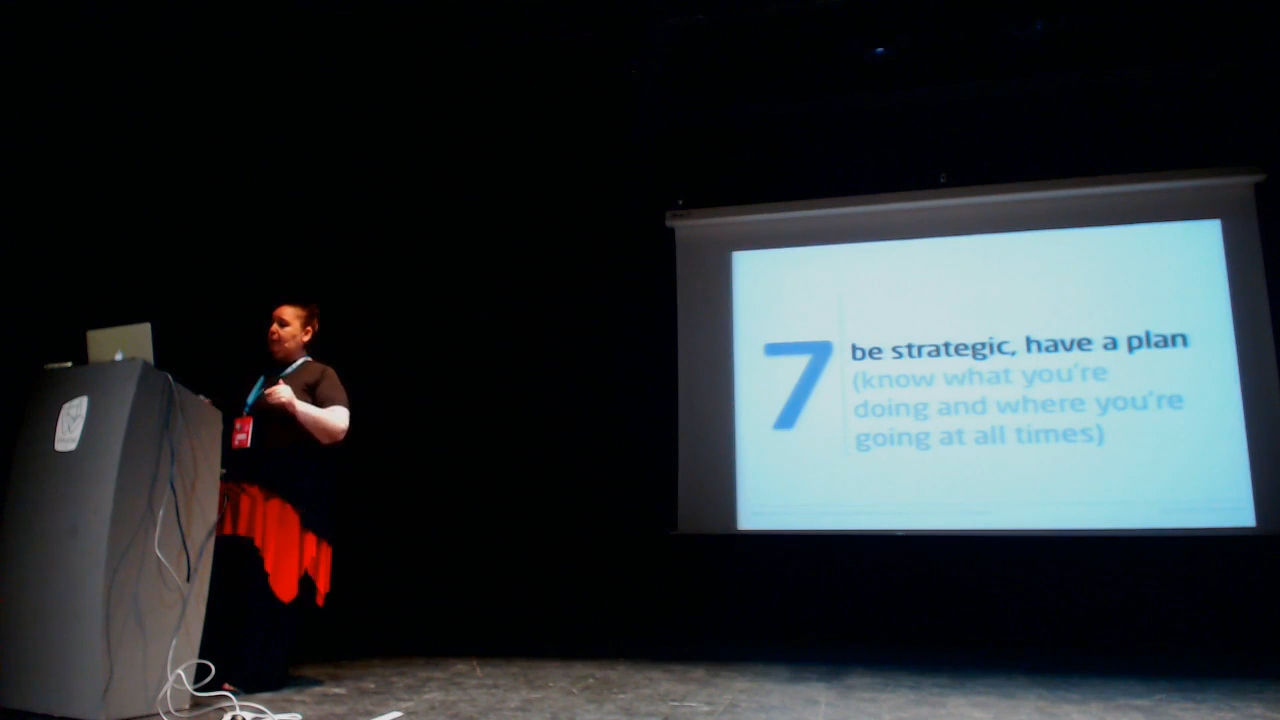 7
be strategic, have a plan
(know what you're
doing and where you're
going at all times)